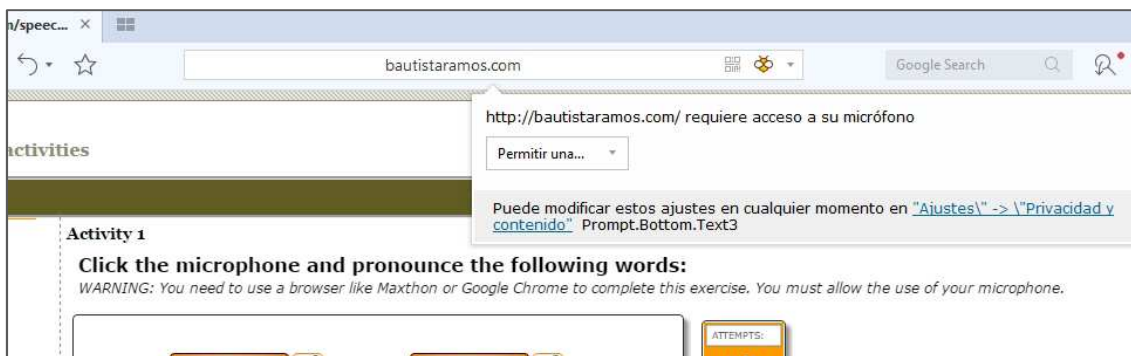 n/speec...
bautistaramos.com
Google Search
http://bautistaramos.com/ requiere acceso a su micrófono
activities
Permitir una...
Puede modificar estos ajustes en cualquier momento en "Ajustes\" -> \"Privacidad y
contenido" Prompt.Bottom.Text3
Activity 1
Click the microphone and pronounce the following words:
WARNING: You need to use a browser like Maxthon or Google Chrome to complete this exercise. You must allow the use of your microphone.
ATTEMPTS: